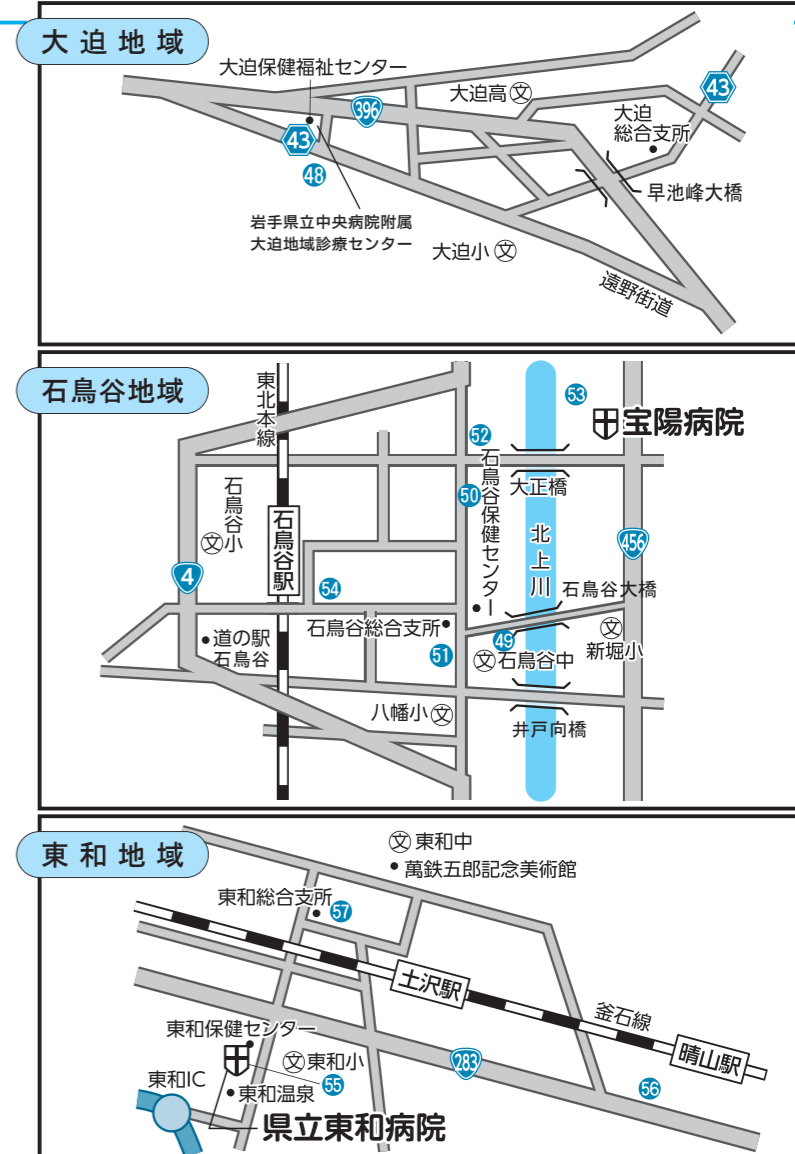 大迫地域
大迫保健福祉センター
大迫高 文
43
396
43
大迫
総合支所
48
早池峰大橋
岩手県立中央病院附属
大迫地域診療センター
大迫小 文
遠野街道
石鳥谷地域
東北本線
53
宝陽病院
52
石鳥谷保健センター
大正橋
50
石鳥谷小
文
石鳥谷駅
北上川
456
4
54
石鳥谷大橋
石鳥谷総合支所
文
新堀小
49
道の駅
石鳥谷
51
文 石鳥谷中
八幡小 文
井戸向橋
東和地域
文 東和中
萬鉄五郎記念美術館
東和総合支所
57
土沢駅
釜石線
晴山駅
東和保健センター
文 東和小
283
東和IC
55
56
東和温泉
県立東和病院